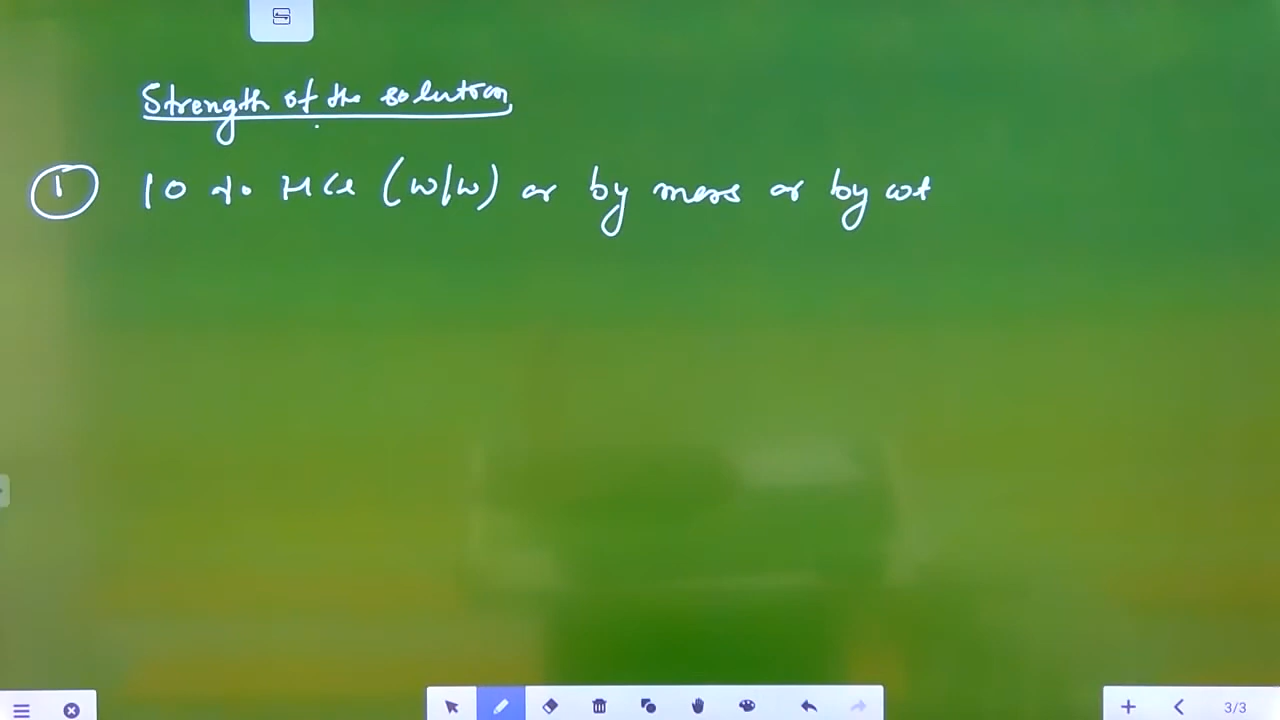 Strength of the solution
① 10 % HCl (w/w) or by mass or by wt
3/3